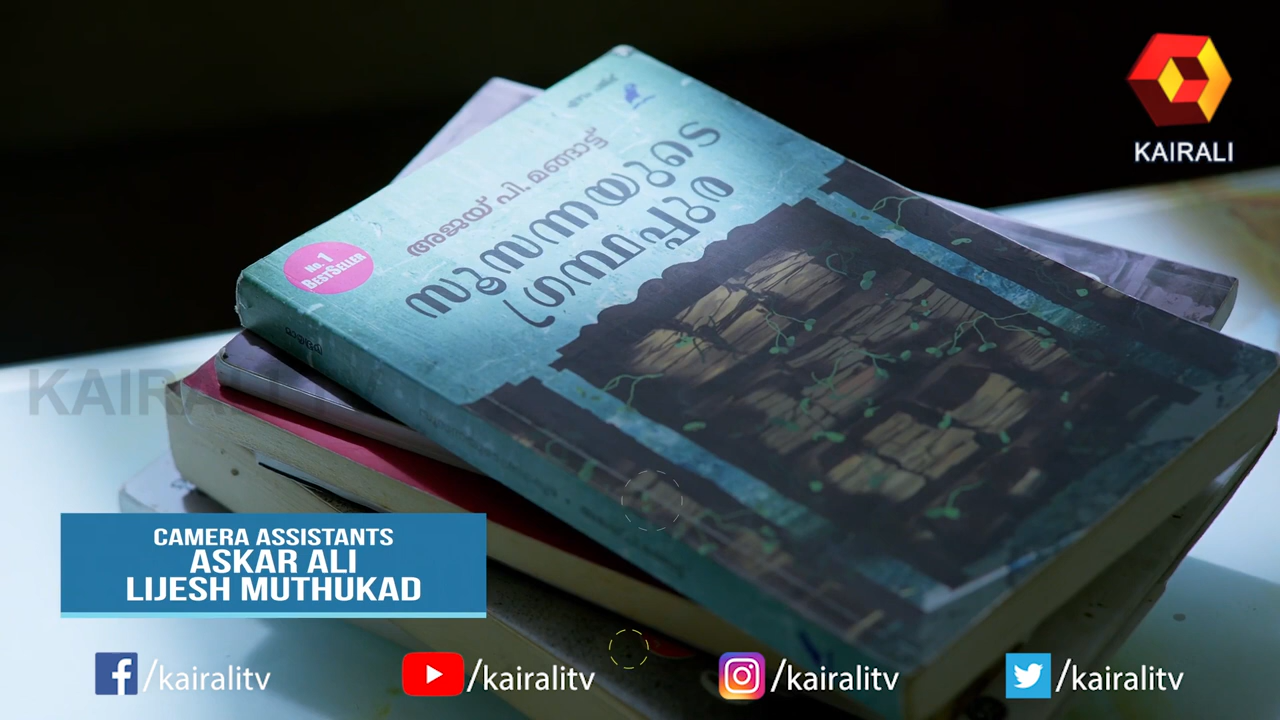 KAIRALI
അജയ് പി. മങ്ങാട്ട്
സൂസന്നയുടെ
ഗ്രന്ഥപ്പുര
No. 1
BESTSELLER
KAIRALI
CAMERA ASSISTANTS
ASKAR ALI
LIJESH MUTHUKAD
/kairalitv
/kairalitv
/kairalitv
/kairalitv